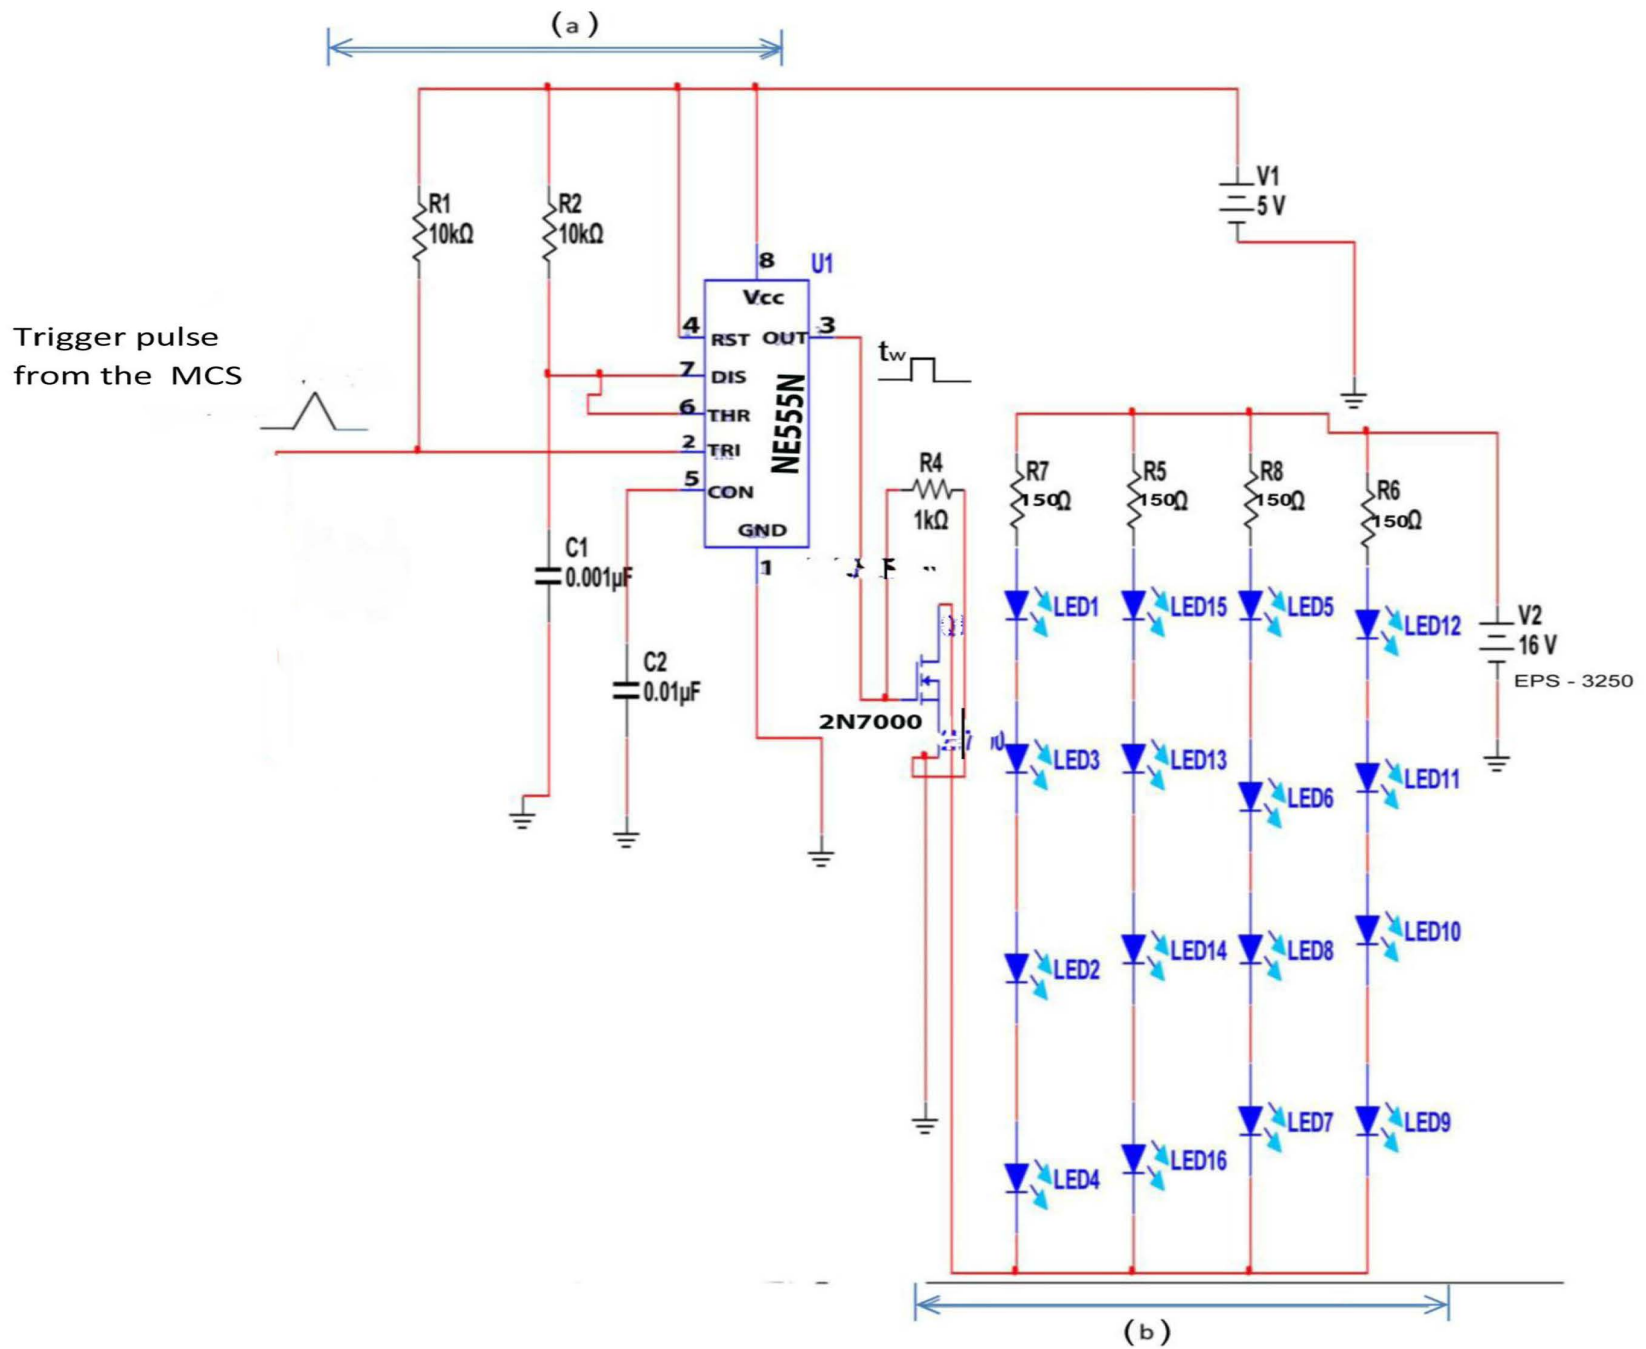 (a)
V1
5 V
R1
10kΩ
R2
10kΩ
8
U1
Vcc
Trigger pulse
from the MCS
4
RST
OUT
3
tw
7
DIS
6
THR
2
TRI
5
CON
NE555N
GND
1
R4
1kΩ
R7
150Ω
R5
150Ω
R8
150Ω
R6
150Ω
C1
0.001µF
C2
0.01µF
2N7000
LED1
LED15
LED5
LED12
V2
16 V
EPS - 3250
LED3
LED13
LED6
LED11
LED2
LED14
LED8
LED10
LED4
LED16
LED7
LED9
(b)